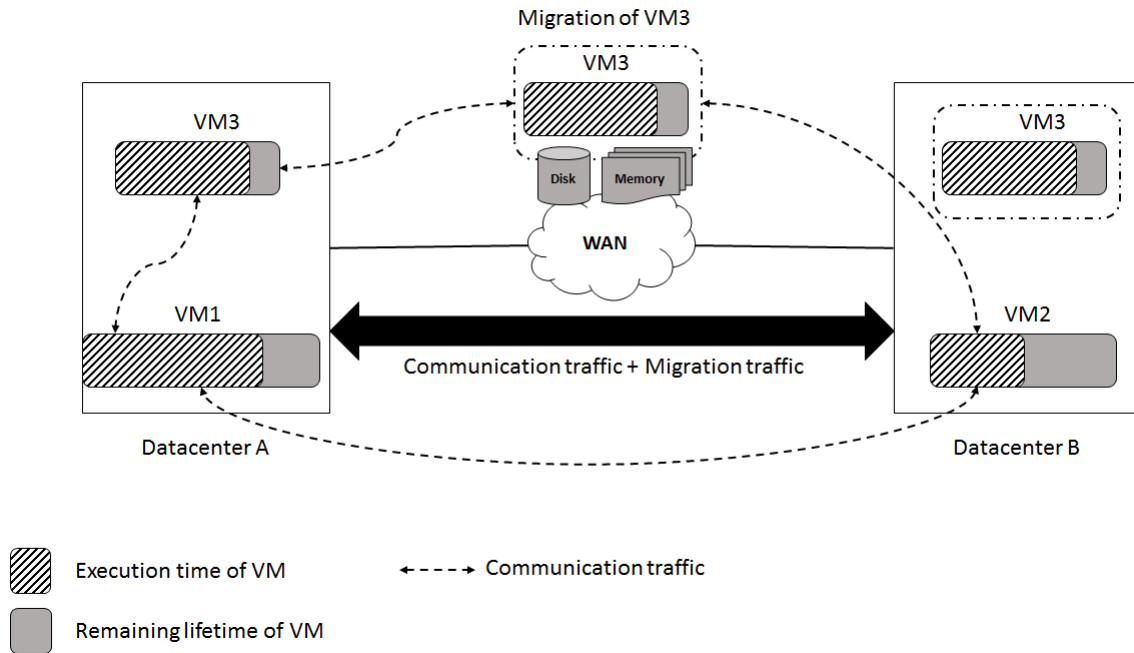 Migration of VM3
VM3
VM3
VM3
Disk
Memory
WAN
VM1
VM2
Communication traffic + Migration traffic
Datacenter A
Datacenter B
Execution time of VM
Communication traffic
Remaining lifetime of VM